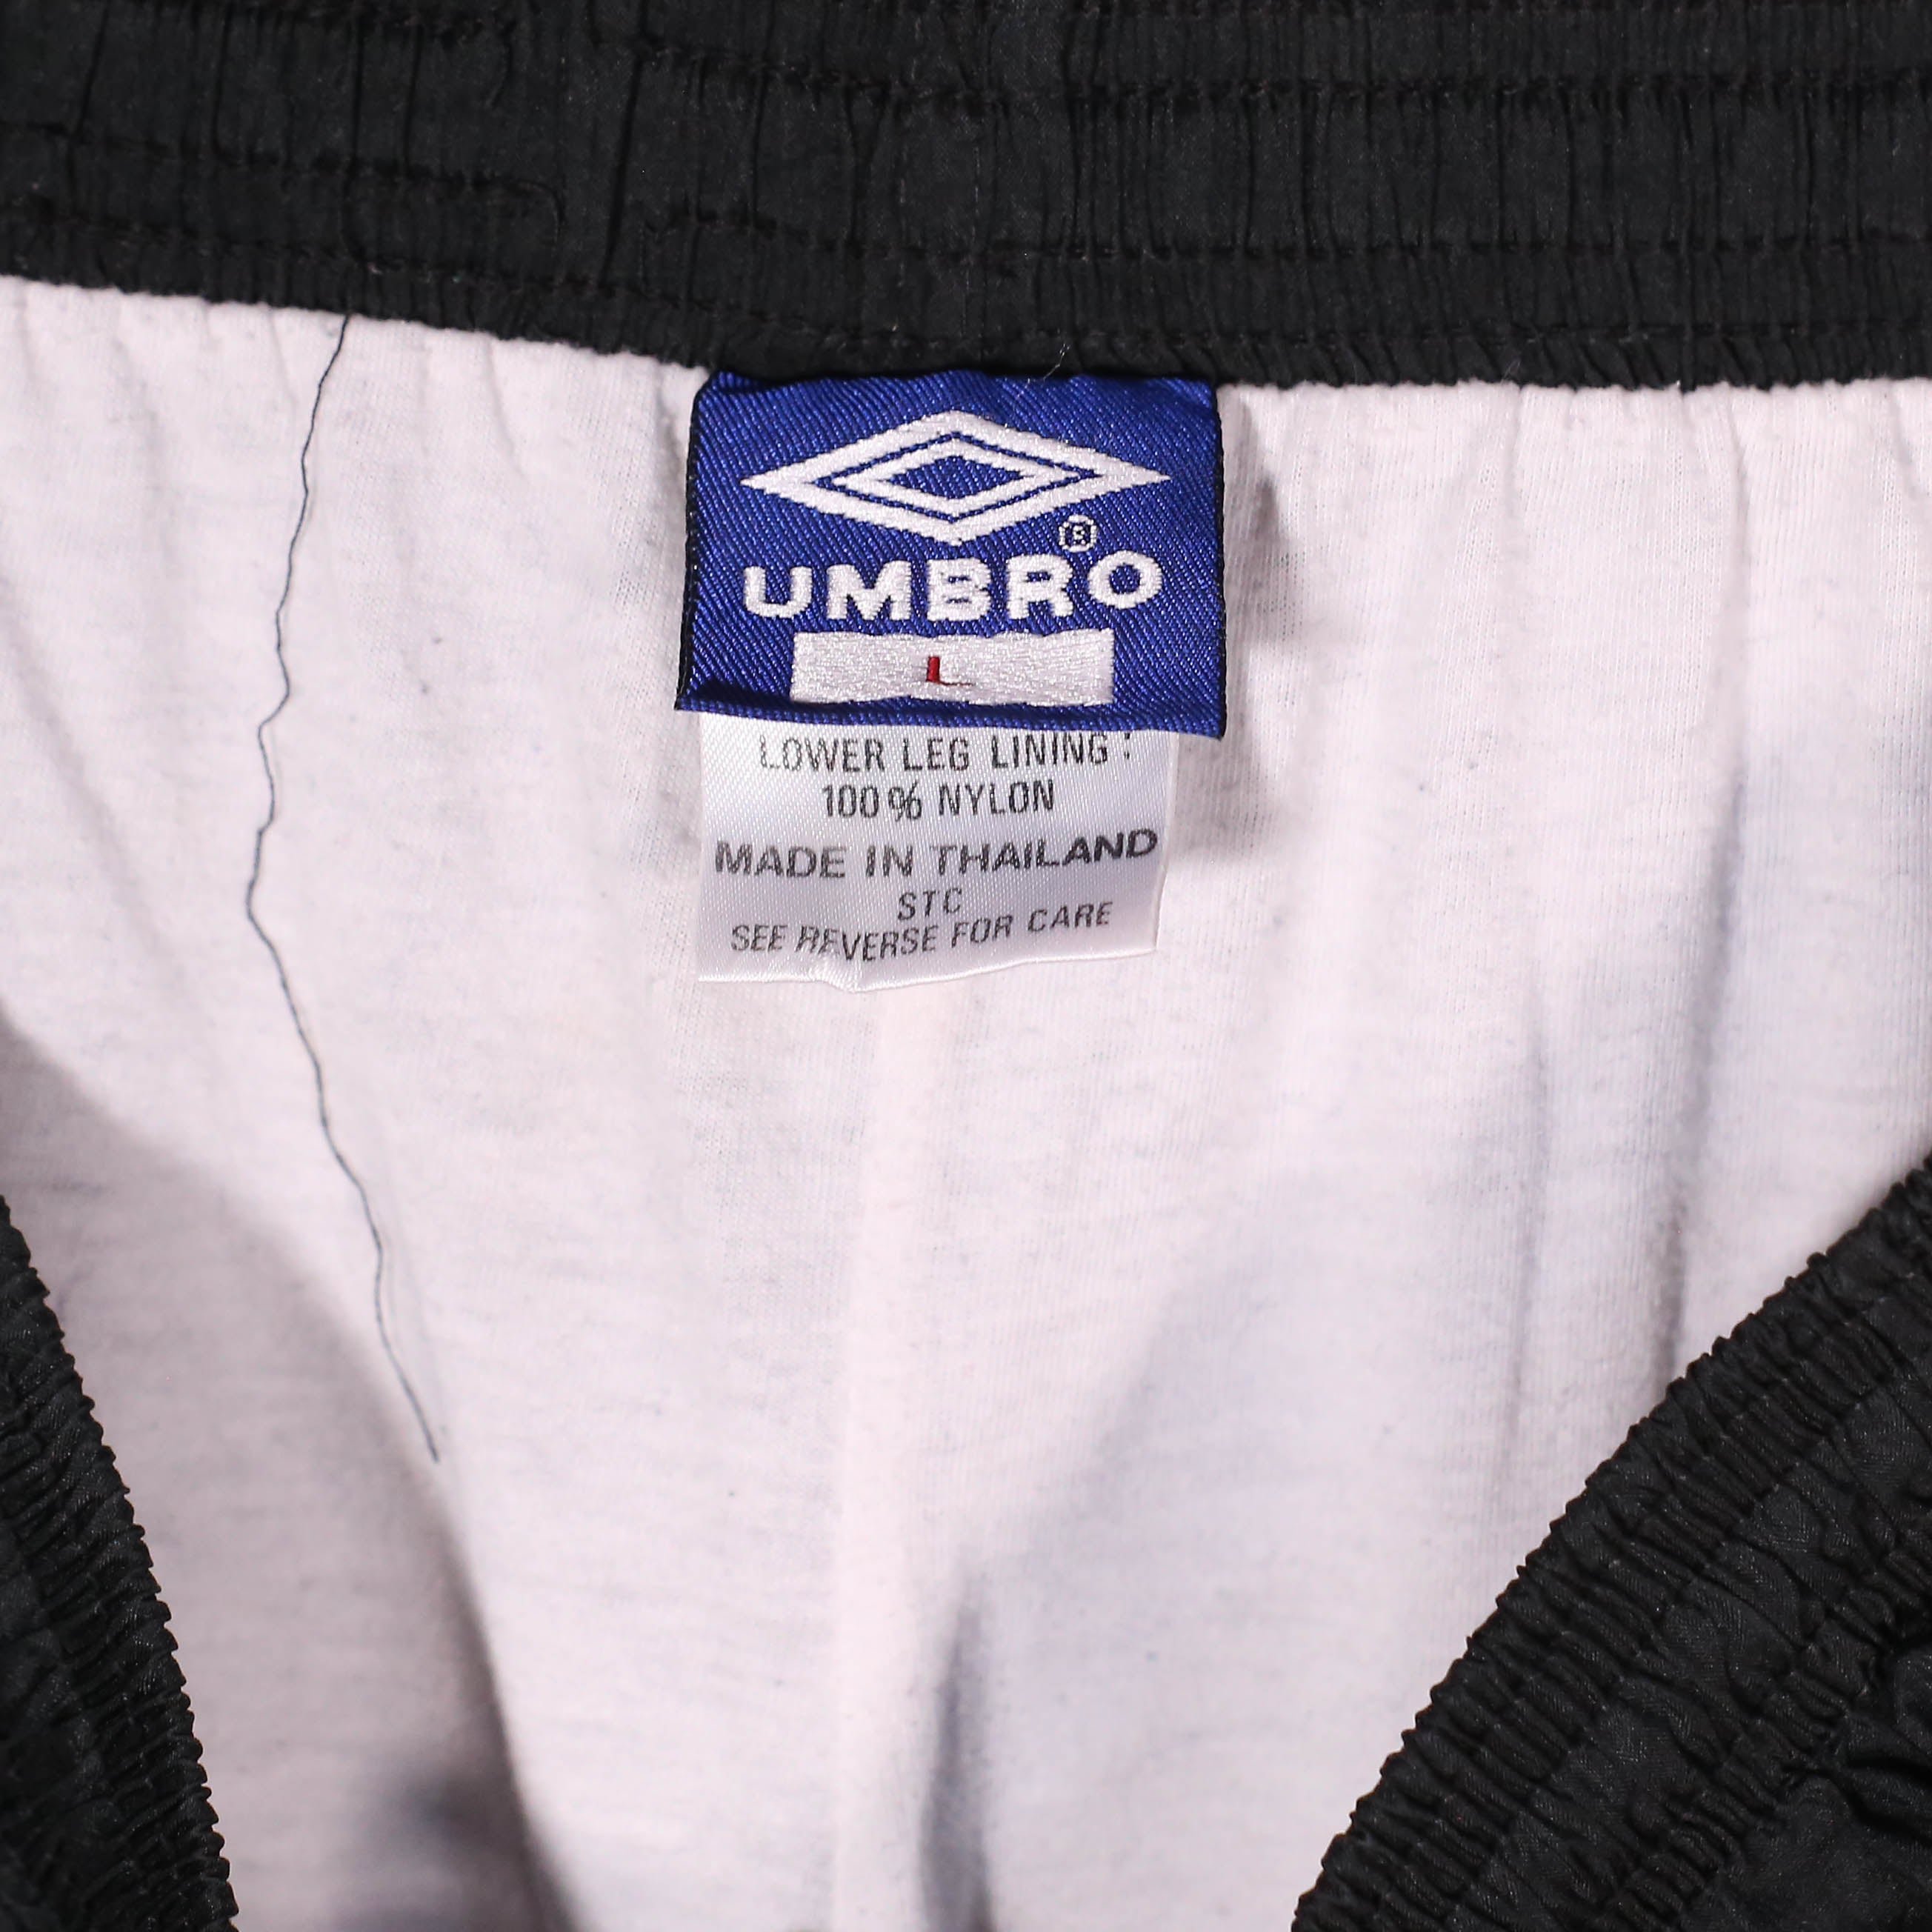 ®
UMBRO
L
LOWER LEG LINING :
100% NYLON
MADE IN THAILAND
STC
SEE REVERSE FOR CARE